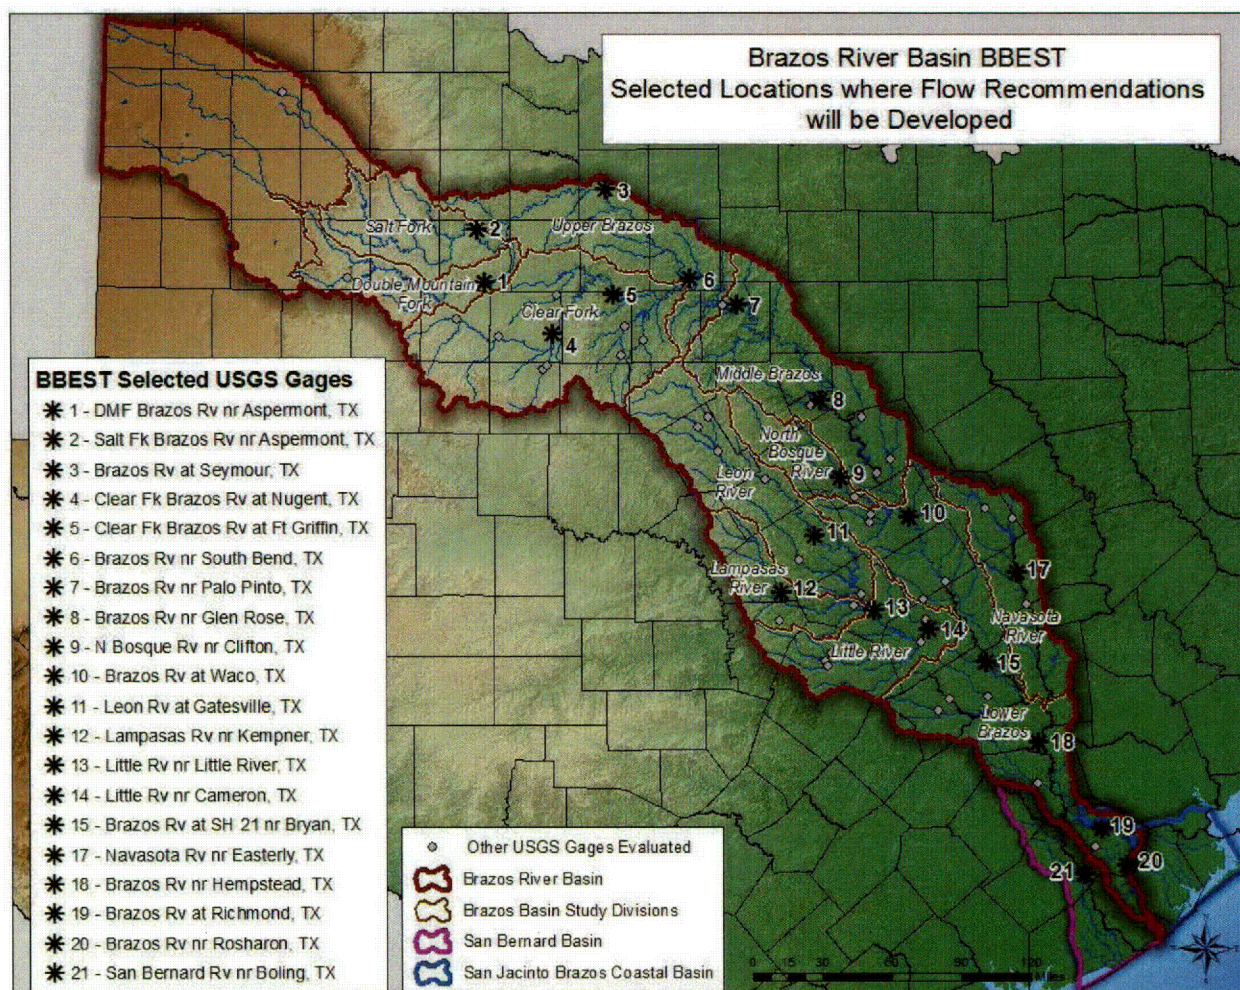 Brazos River Basin BBEST
Selected Locations where Flow Recommendations
will be Developed
3
Salt Fork
2
Upper Brazos
Double Mountain
Fork
1
6
5
7
Clear Fork
4
Middle Brazos
8
North
Bosque
River
9
Leon
River
10
11
17
Lampasas
River
12
13
Navasota
River
14
Little River
15
Lower
Brazos
18
19
20
21
BBEST Selected USGS Gages
1 - DMF Brazos Rv nr Aspermont, TX
2 - Salt Fk Brazos Rv nr Aspermont, TX
3 - Brazos Rv at Seymour, TX
4 - Clear Fk Brazos Rv at Nugent, TX
5 - Clear Fk Brazos Rv at Ft Griffin, TX
6 - Brazos Rv nr South Bend, TX
7 - Brazos Rv nr Palo Pinto, TX
8 - Brazos Rv nr Glen Rose, TX
9 - N Bosque Rv nr Clifton, TX
10 - Brazos Rv at Waco, TX
11 - Leon Rv at Gatesville, TX
12 - Lampasas Rv nr Kempner, TX
13 - Little Rv nr Little River, TX
14 - Little Rv nr Cameron, TX
15 - Brazos Rv at SH 21 nr Bryan, TX
17 - Navasota Rv nr Easterly, TX
18 - Brazos Rv nr Hempstead, TX
19 - Brazos Rv at Richmond, TX
20 - Brazos Rv nr Rosharon, TX
21 - San Bernard Rv nr Boling, TX
Other USGS Gages Evaluated
Brazos River Basin
Brazos Basin Study Divisions
San Bernard Basin
San Jacinto Brazos Coastal Basin
0 15 30 60 90 120
Miles